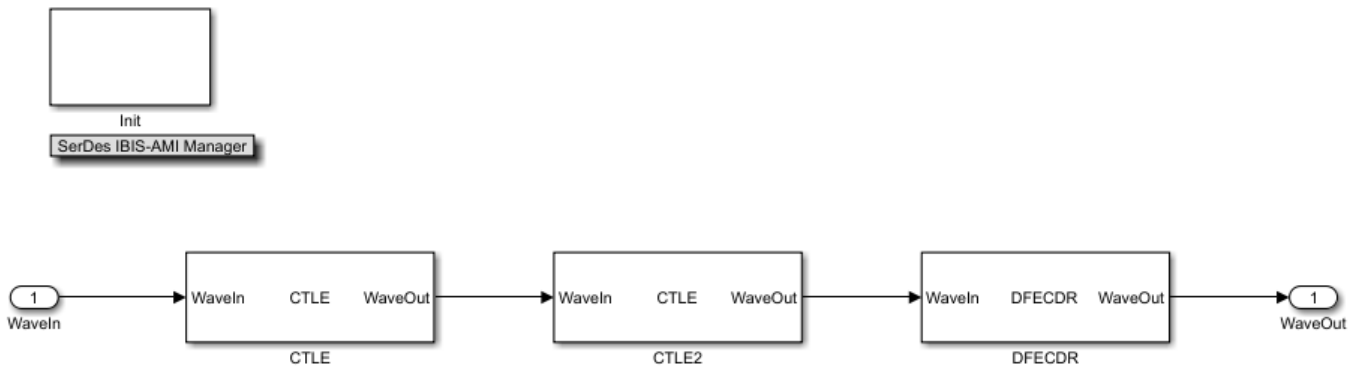 Init
SerDes IBIS-AMI Manager
1
WaveIn
WaveIn CTLE WaveOut
CTLE
WaveIn CTLE WaveOut
CTLE2
WaveIn DFECDR WaveOut
DFECDR
1
WaveOut